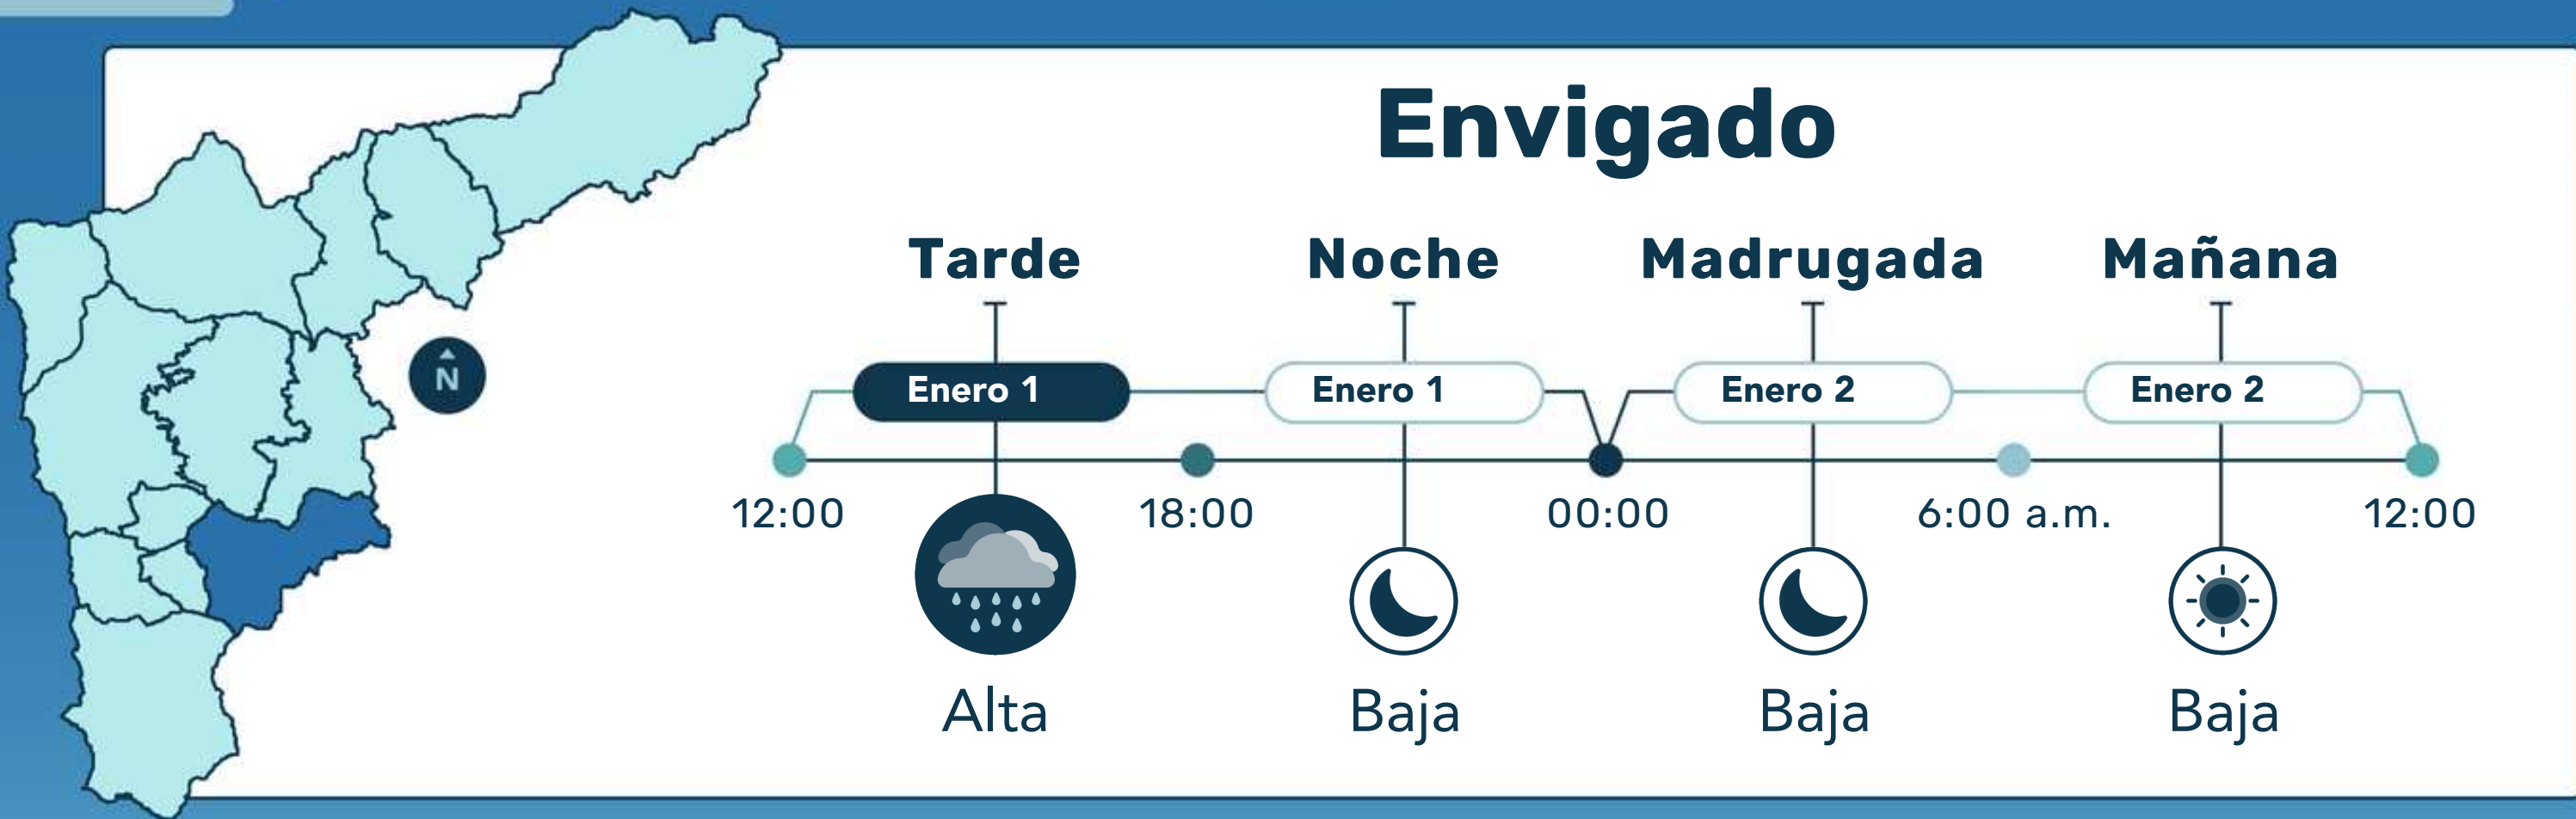 Envigado
Tarde
Noche
Madrugada
Mañana
Enero 1
Enero 1
Enero 2
Enero 2
N
12:00
18:00
00:00
6:00 a.m.
12:00
Alta
Baja
Baja
Baja